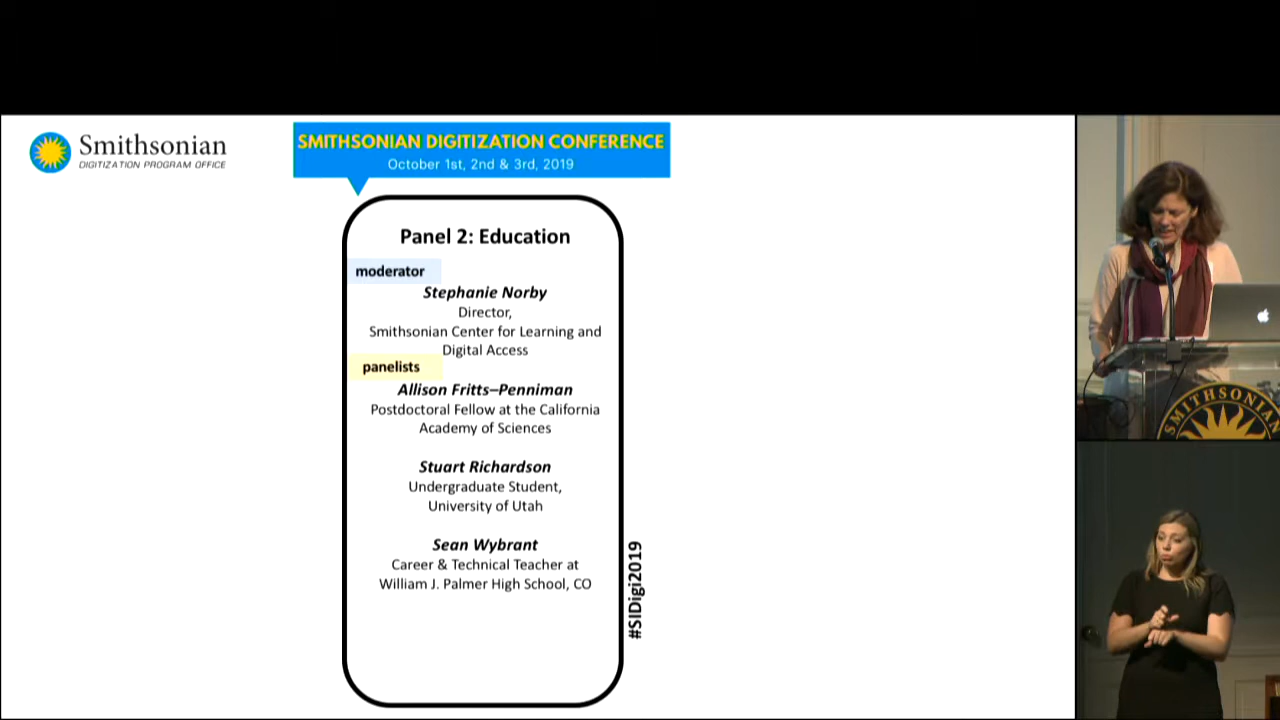 Smithsonian
DIGITIZATION PROGRAM OFFICE
SMITHSONIAN DIGITIZATION CONFERENCE
October 1st, 2nd & 3rd, 2019
Panel 2: Education
moderator
Stephanie Norby
Director,
Smithsonian Center for Learning and
Digital Access
panelists
Allison Fritts–Penniman
Postdoctoral Fellow at the California
Academy of Sciences
Stuart Richardson
Undergraduate Student,
University of Utah
Sean Wybrant
Career & Technical Teacher at
William J. Palmer High School, CO
#SIDigi2019
SMITHSONIAN